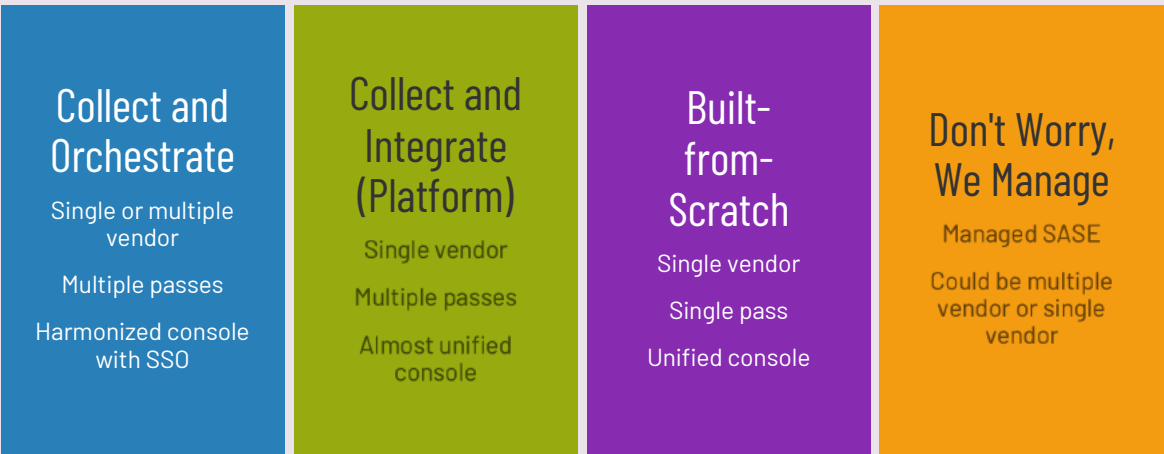 Collect and
Orchestrate
Single or multiple
vendor
Multiple passes
Harmonized console
with SSO
Collect and
Integrate
(Platform)
Single vendor
Multiple passes
Almost unified
console
Built-
from-
Scratch
Single vendor
Single pass
Unified console
Don't Worry,
We Manage
Managed SASE
Could be multiple
vendor or single
vendor